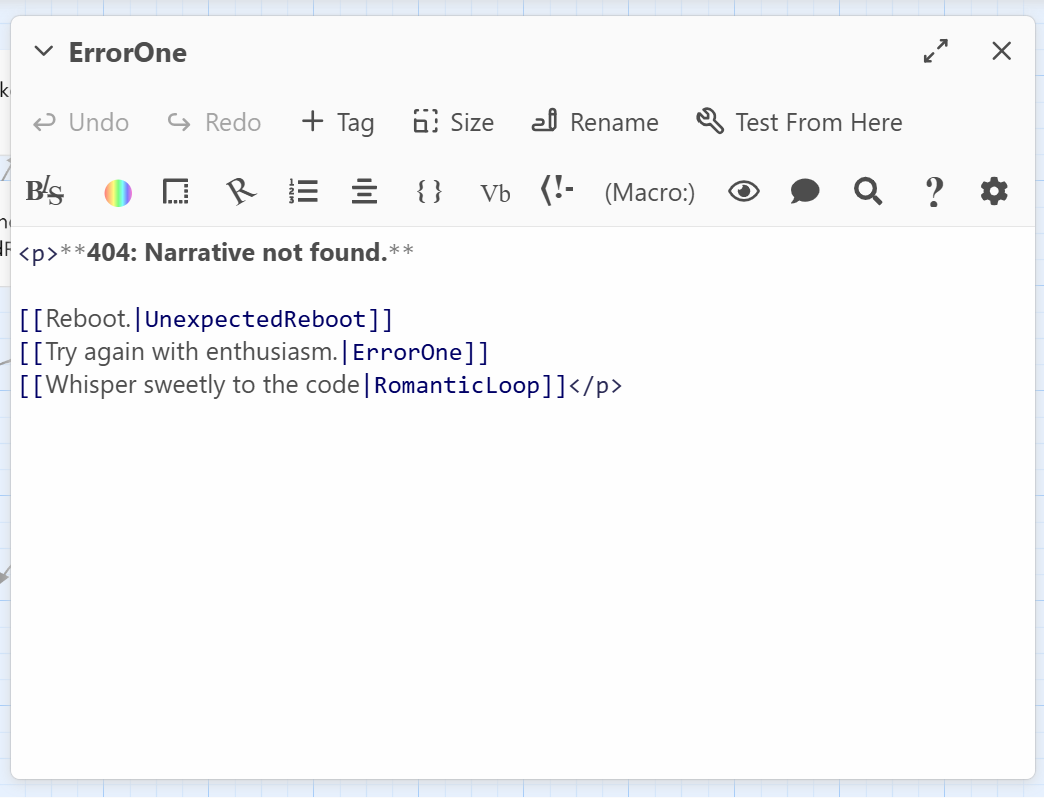 ErrorOne
Undo Redo + Tag Size Rename Test From Here
B/S { } Vb (!- (Macro:) ?
<p>**404: Narrative not found.**
[[Reboot.|UnexpectedReboot]]
[[Try again with enthusiasm.|ErrorOne]]
[[Whisper sweetly to the code|RomanticLoop]]</p>